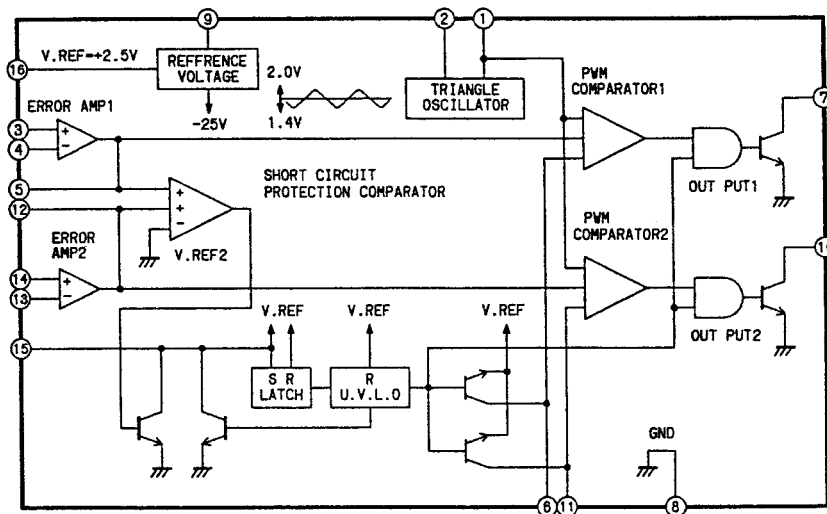 9
2
1
V.REF=+2.5V
16
REFFRENCE
VOLTAGE
-25V
2.0V
1.4V
TRIANGLE
OSCILLATOR
PWM
COMPARATOR1
7
ERROR AMP1
3
+
4
-
5
12
SHORT CIRCUIT
PROTECTION COMPARATOR
+
+
-
V.REF2
OUT PUT1
ERROR
AMP2
PWM
COMPARATOR2
14
+
13
-
OUT PUT2
V.REF
V.REF
V.REF
15
S R
LATCH
R
U.V.L.O
GND
6
11
8